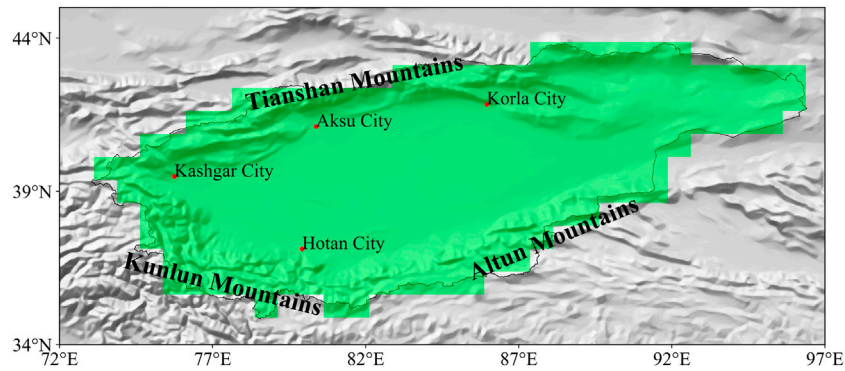 44°N
Tianshan Mountains
Korla City
Aksu City
Kashgar City
39°N
Hotan City
Altun Mountains
Kunlun Mountains
34°N
72°E 77°E 82°E 87°E 92°E 97°E